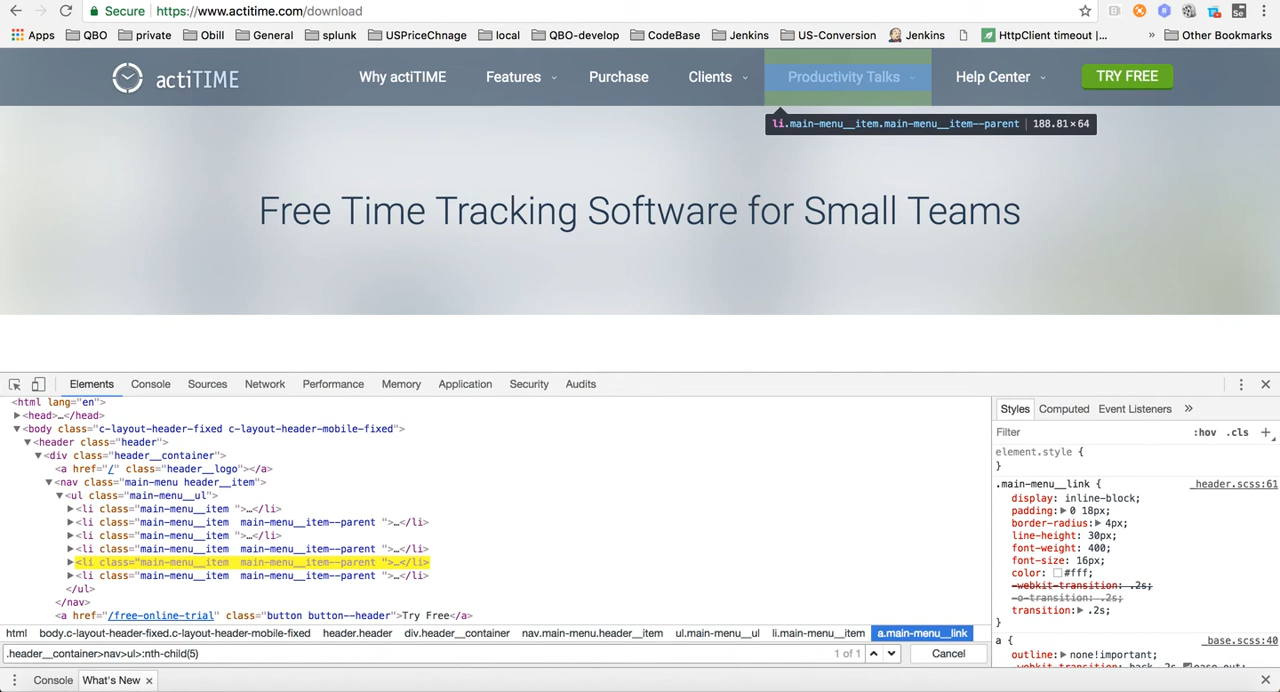 Secure https://www.actitime.com/download
Apps QBO private Obill General splunk USPriceChnage local QBO-develop CodeBase Jenkins US-Conversion Jenkins HttpClient timeout |... » Other Bookmarks
actiTIME Why actiTIME Features Purchase Clients Productivity Talks Help Center TRY FREE
li.main-menu__item.main-menu__item--parent | 188.81×64
Free Time Tracking Software for Small Teams
Elements Console Sources Network Performance Memory Application Security Audits
<html lang="en">
<head>…</head>
<body class="c-layout-header-fixed c-layout-header-mobile-fixed">
<header class="header">
<div class="header__container">
<a href="/" class="header__logo"></a>
<nav class="main-menu header__item">
<ul class="main-menu__ul">
<li class="main-menu__item ">…</li>
<li class="main-menu__item  main-menu__item--parent ">…</li>
<li class="main-menu__item ">…</li>
<li class="main-menu__item  main-menu__item--parent ">…</li>
<li class="main-menu__item  main-menu__item--parent ">…</li>
<li class="main-menu__item  main-menu__item--parent ">…</li>
</ul>
</nav>
<a href="/free-online-trial" class="button button--header">Try Free</a>
html body.c-layout-header-fixed.c-layout-header-mobile-fixed header.header div.header__container nav.main-menu.header__item ul.main-menu__ul li.main-menu__item a.main-menu__link
.header__container>nav>ul>:nth-child(5) 1 of 1 Cancel
Console What's New ×
Styles Computed Event Listeners »
Filter :hov .cls +
element.style {
}
.main-menu__link { _header.scss:61
display: inline-block;
padding: 0 18px;
border-radius: 4px;
line-height: 30px;
font-weight: 400;
font-size: 16px;
color: #fff;
-webkit-transition: .2s;
-o-transition: .2s;
transition: .2s;
}
a { _base.scss:40
outline: none!important;
-webkit-transition: back .2s ease-out;